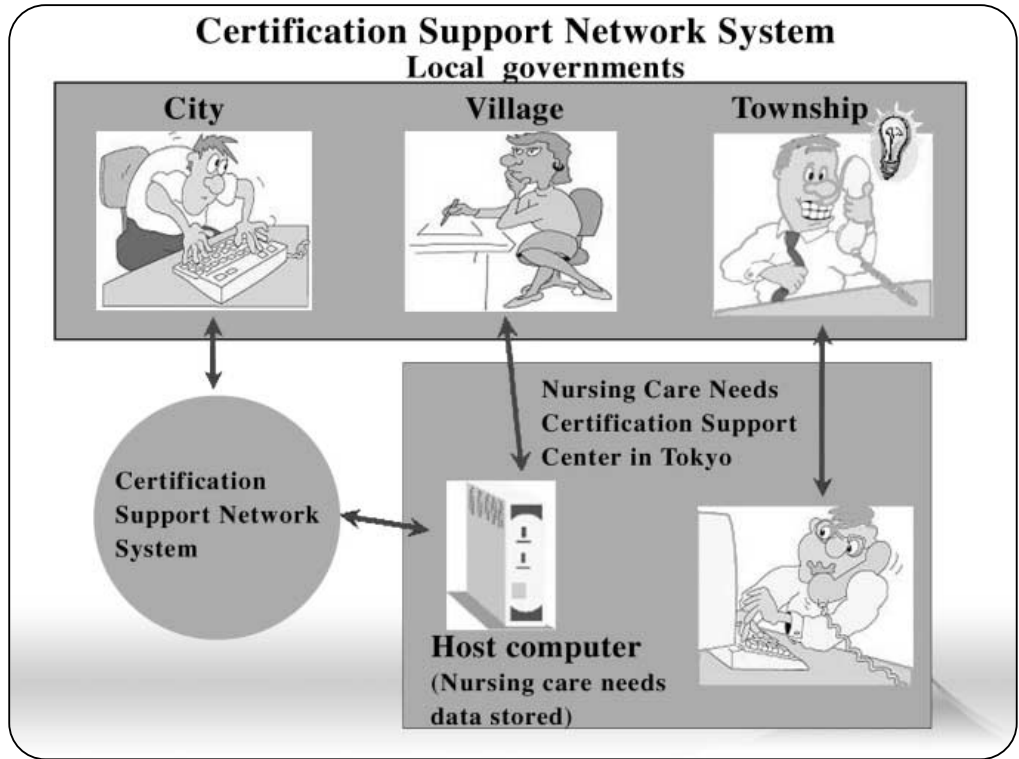 Certification Support Network System
Local governments
City
Village
Township
Nursing Care Needs
Certification Support
Center in Tokyo
Certification
Support Network
System
Host computer
(Nursing care needs
data stored)